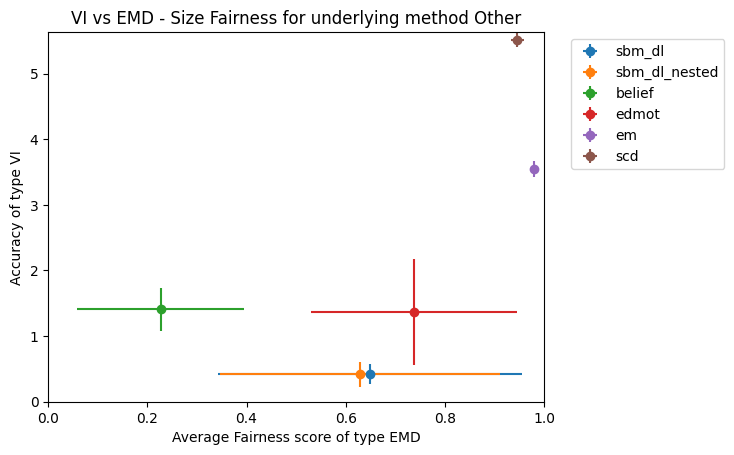 VI vs EMD - Size Fairness for underlying method Other
Accuracy of type VI
5
4
3
2
1
0
0.0 0.2 0.4 0.6 0.8 1.0
Average Fairness score of type EMD
sbm_dl
sbm_dl_nested
belief
edmot
em
scd